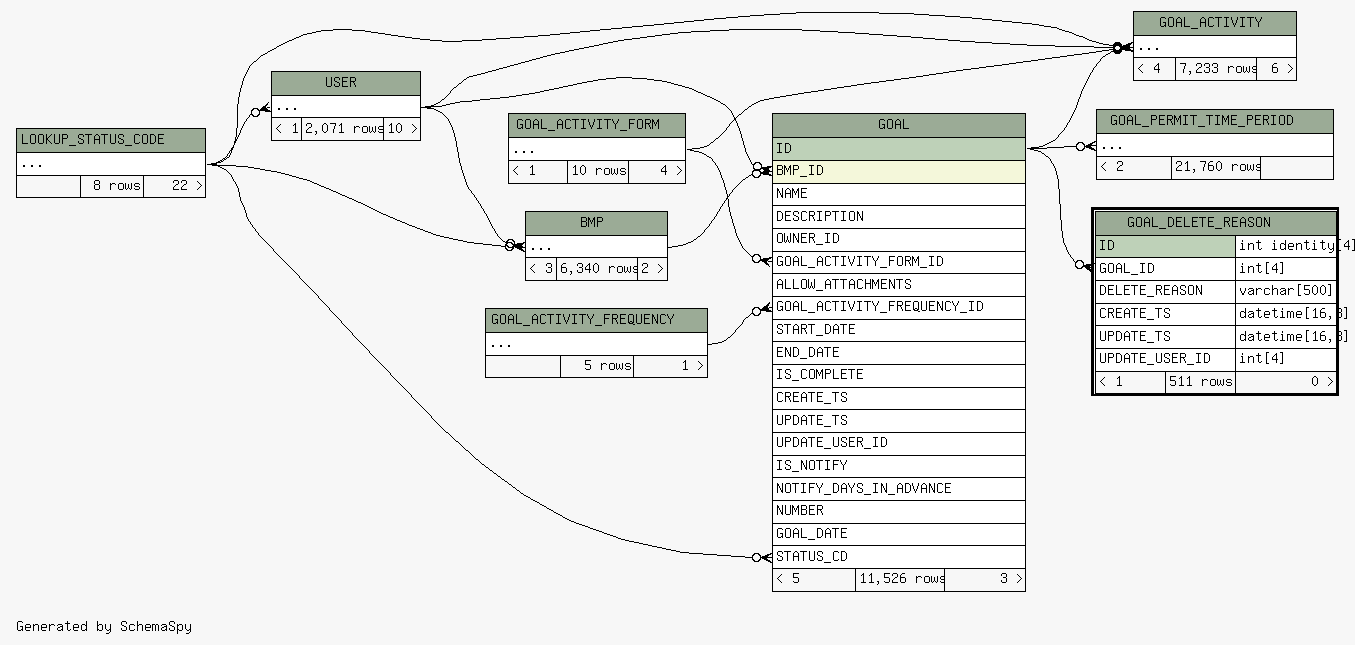 GOAL_ACTIVITY
...
< 4 7,233 rows 6 >
USER
...
< 1 2,071 rows 10 >
LOOKUP_STATUS_CODE
...
8 rows 22 >
GOAL_ACTIVITY_FORM
...
< 1 10 rows 4 >
BMP
...
< 3 6,340 rows 2 >
GOAL_ACTIVITY_FREQUENCY
...
5 rows 1 >
GOAL
ID
BMP_ID
NAME
DESCRIPTION
OWNER_ID
GOAL_ACTIVITY_FORM_ID
ALLOW_ATTACHMENTS
GOAL_ACTIVITY_FREQUENCY_ID
START_DATE
END_DATE
IS_COMPLETE
CREATE_TS
UPDATE_TS
UPDATE_USER_ID
IS_NOTIFY
NOTIFY_DAYS_IN_ADVANCE
NUMBER
GOAL_DATE
STATUS_CD
< 5 11,526 rows 3 >
GOAL_PERMIT_TIME_PERIOD
...
< 2 21,760 rows
GOAL_DELETE_REASON
ID int identity[4]
GOAL_ID int[4]
DELETE_REASON varchar[500]
CREATE_TS datetime[16,3]
UPDATE_TS datetime[16,3]
UPDATE_USER_ID int[4]
< 1 511 rows 0 >
Generated by SchemaSpy